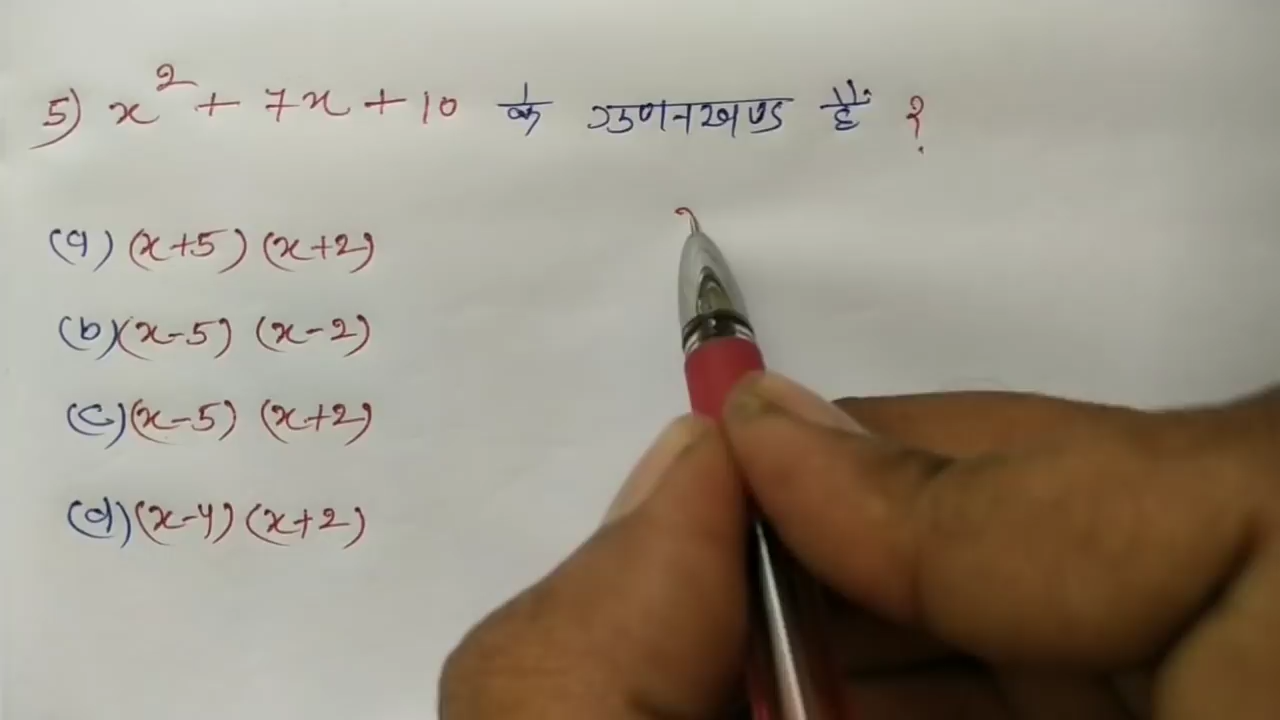 5) x² + 7x + 10 के गुणनखण्ड हैं ?
(a) (x+5) (x+2)
(b) (x-5) (x-2)
(c) (x-5) (x+2)
(d) (x-4) (x+2)